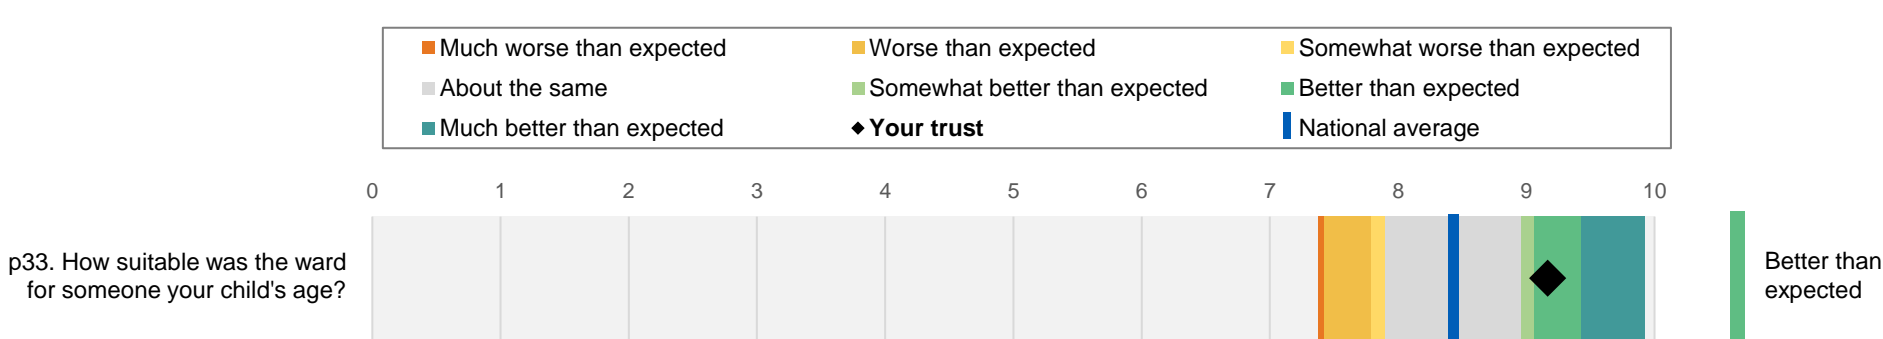 Much worse than expected
Worse than expected
Somewhat worse than expected
About the same
Somewhat better than expected
Better than expected
Much better than expected
Your trust
National average
0 1 2 3 4 5 6 7 8 9 10
p33. How suitable was the ward
for someone your child's age?
Better than
expected